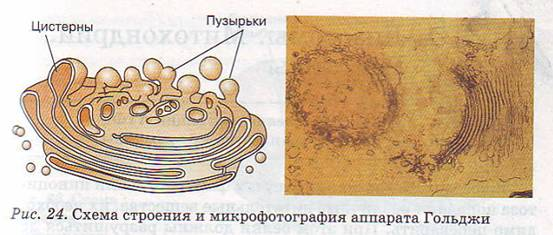 Цистерны
Пузырьки
Рис. 24. Схема строения и микрофотография аппарата Гольджи